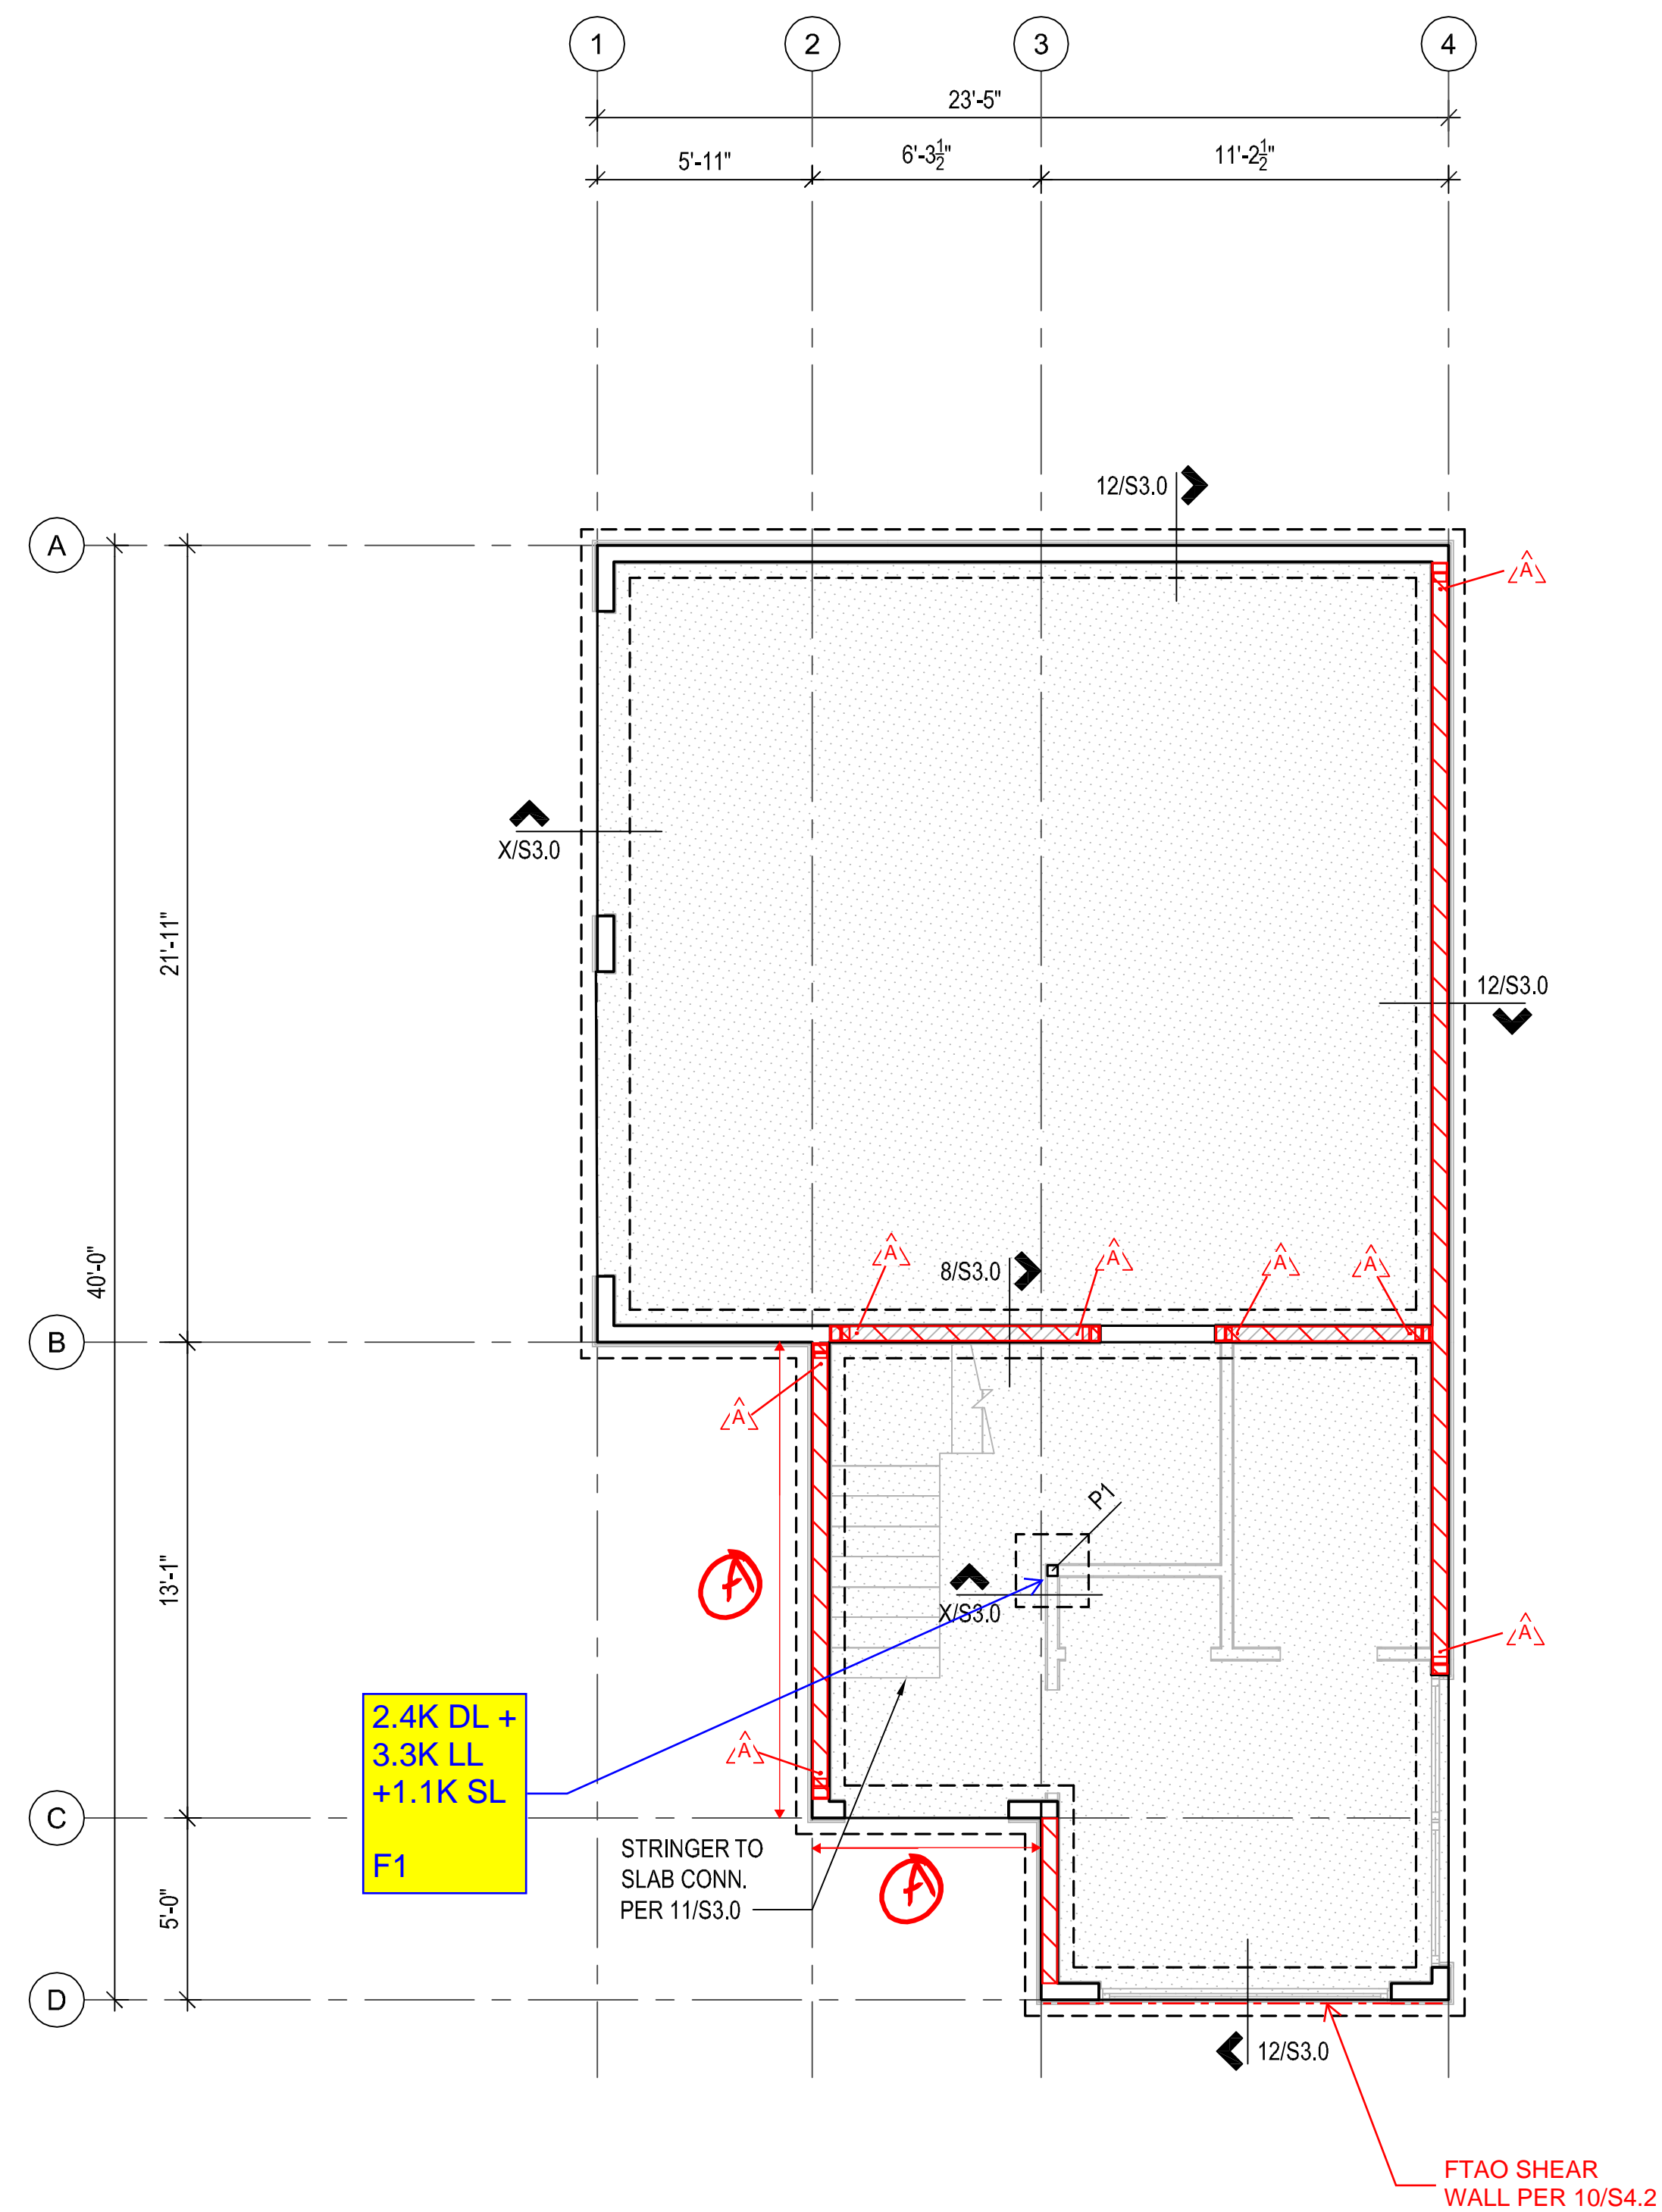 1
2
3
4
23'-5"
5'-11"
6'-3½"
11'-2½"
12/S3.0
A
A
X/S3.0
21'-11"
12/S3.0
40'-0"
8/S3.0
A
A
A
A
B
A
P1
13'-1"
A
X/S3.0
A
2.4K DL +
3.3K LL
+1.1K SL
F1
A
C
STRINGER TO
SLAB CONN.
PER 11/S3.0
A
5'-0"
D
12/S3.0
FTAO SHEAR
WALL PER 10/S4.2